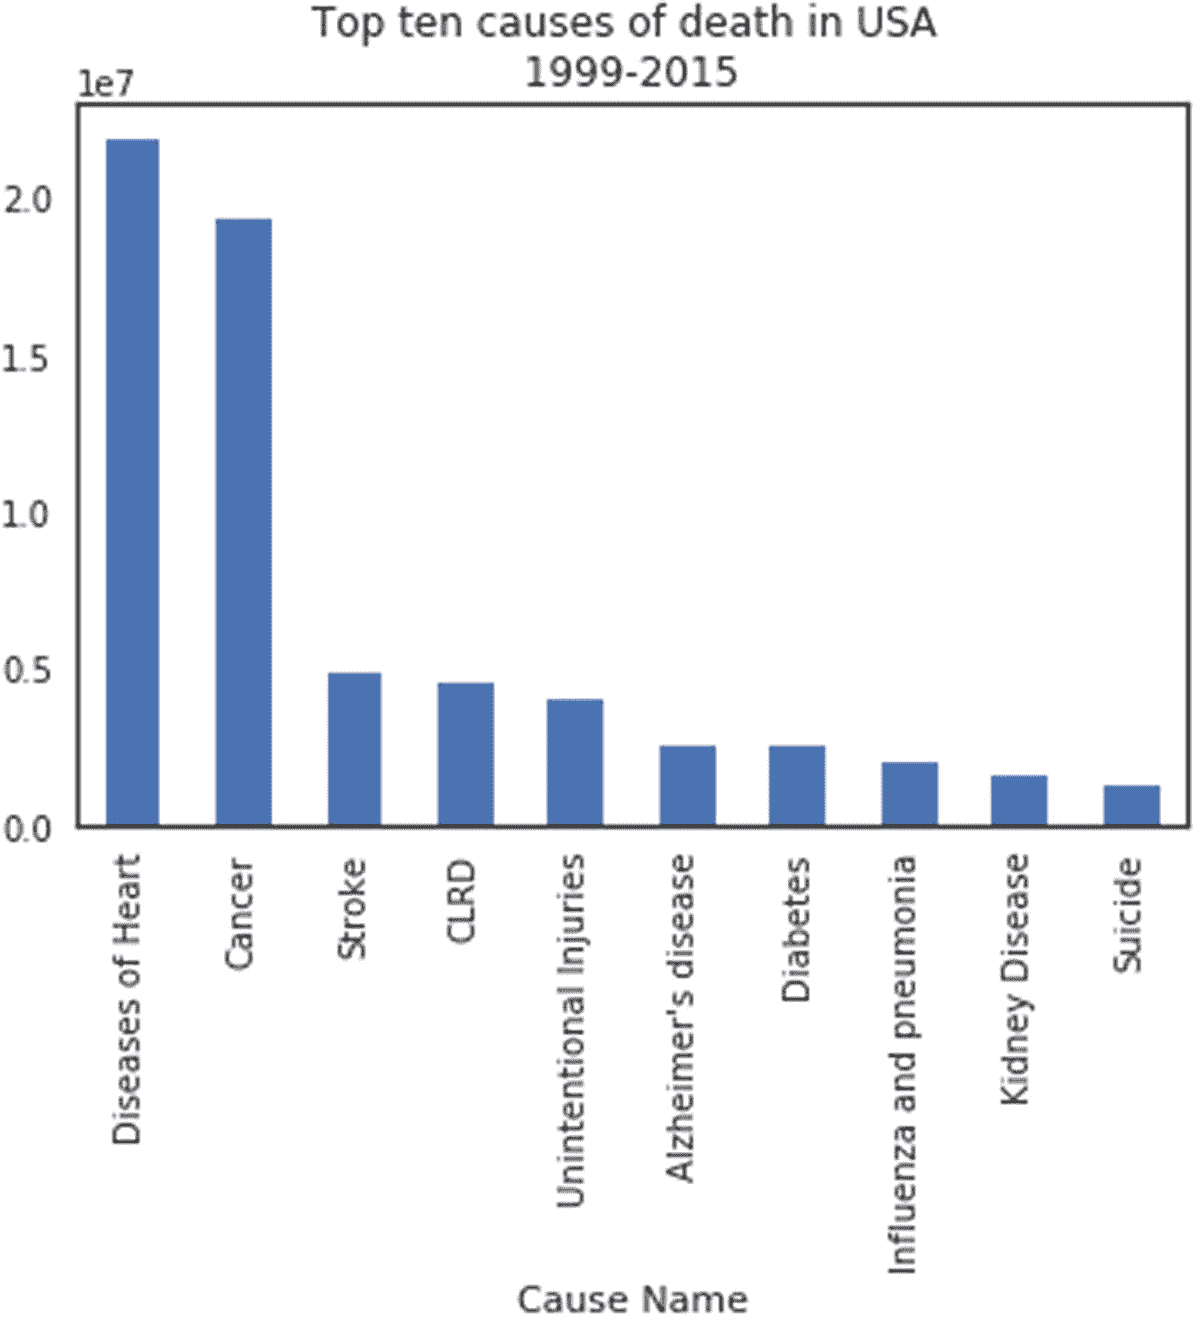 Top ten causes of death in USA
1999-2015
1e7
2.0
1.5
1.0
0.5
0.0
Diseases of Heart
Cancer
Stroke
CLRD
Unintentional Injuries
Alzheimer's disease
Diabetes
Influenza and pneumonia
Kidney Disease
Suicide
Cause Name